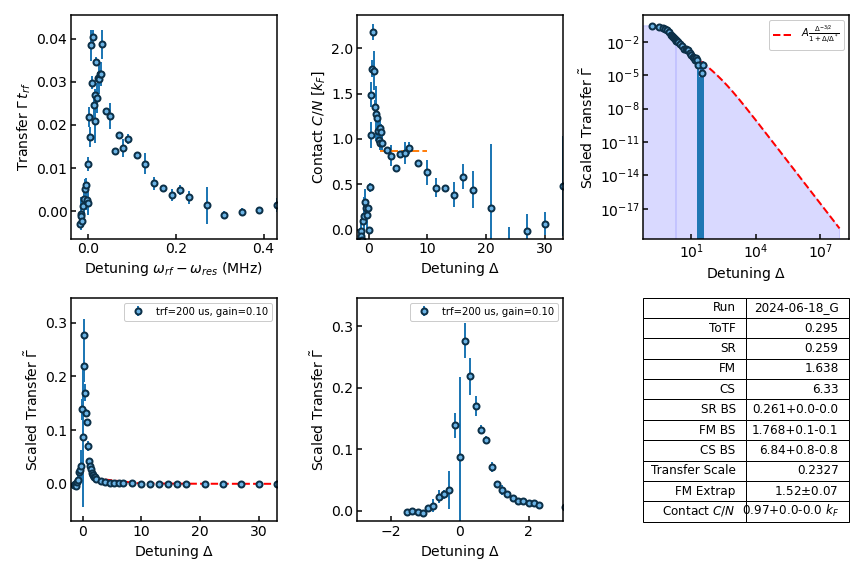 Transfer Γ t_rf
0.04
0.03
0.02
0.01
0.00
0.0 0.2 0.4
Detuning ω_rf − ω_res (MHz)
Contact C/N [k_F]
2.0
1.5
1.0
0.5
0.0
0 10 20 30
Detuning Δ
Scaled Transfer Γ̃
10⁻²
10⁻⁵
10⁻⁸
10⁻¹¹
10⁻¹⁴
10⁻¹⁷
10¹ 10⁴ 10⁷
Detuning Δ
A Δ^{-3/2} / (1+Δ/Δ*)
Scaled Transfer Γ̃
0.3
0.2
0.1
0.0
0 10 20 30
Detuning Δ
trf=200 us, gain=0.10
Scaled Transfer Γ̃
0.3
0.2
0.1
0.0
−2 0 2
Detuning Δ
trf=200 us, gain=0.10
Run 2024-06-18_G
ToTF 0.295
SR 0.259
FM 1.638
CS 6.33
SR BS 0.261+0.0-0.0
FM BS 1.768+0.1-0.1
CS BS 6.84+0.8-0.8
Transfer Scale 0.2327
FM Extrap 1.52±0.07
Contact C/N 0.97+0.0-0.0 k_F